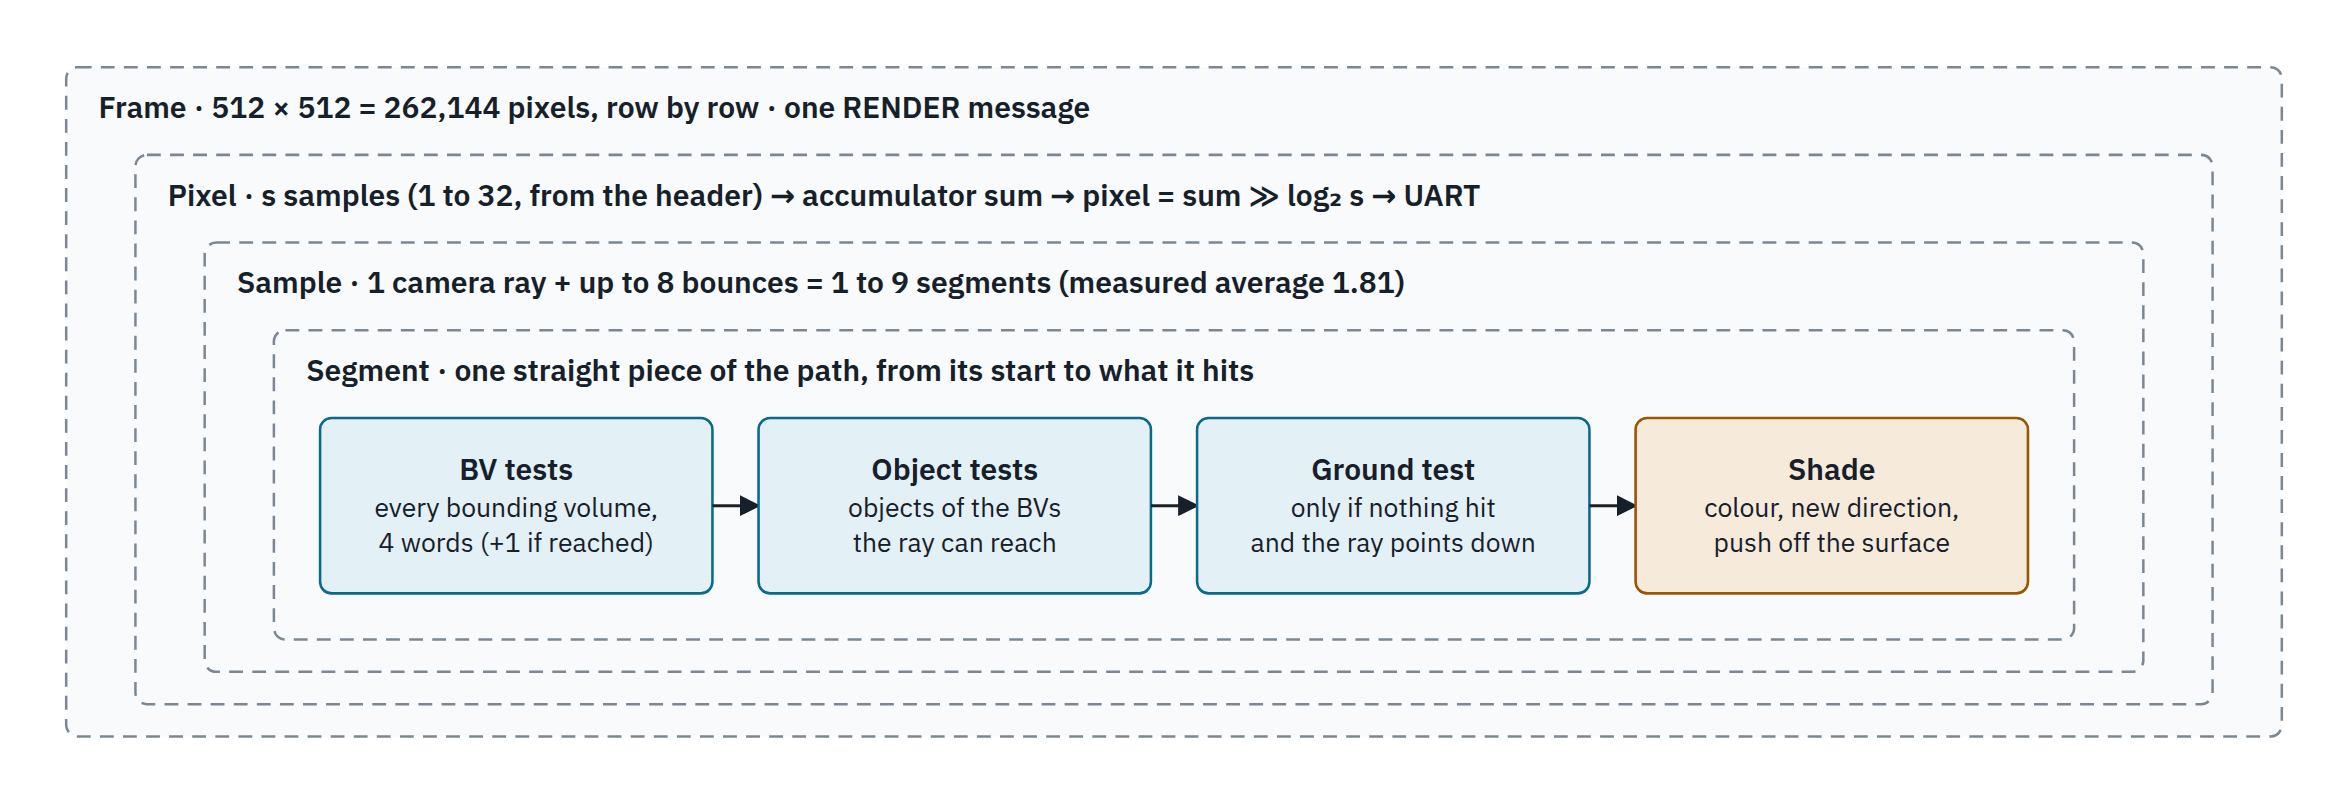 Frame · 512 × 512 = 262,144 pixels, row by row · one RENDER message
Pixel · s samples (1 to 32, from the header) → accumulator sum → pixel = sum ≫ log₂ s → UART
Sample · 1 camera ray + up to 8 bounces = 1 to 9 segments (measured average 1.81)
Segment · one straight piece of the path, from its start to what it hits
BV tests
every bounding volume,
4 words (+1 if reached)
Object tests
objects of the BVs
the ray can reach
Ground test
only if nothing hit
and the ray points down
Shade
colour, new direction,
push off the surface